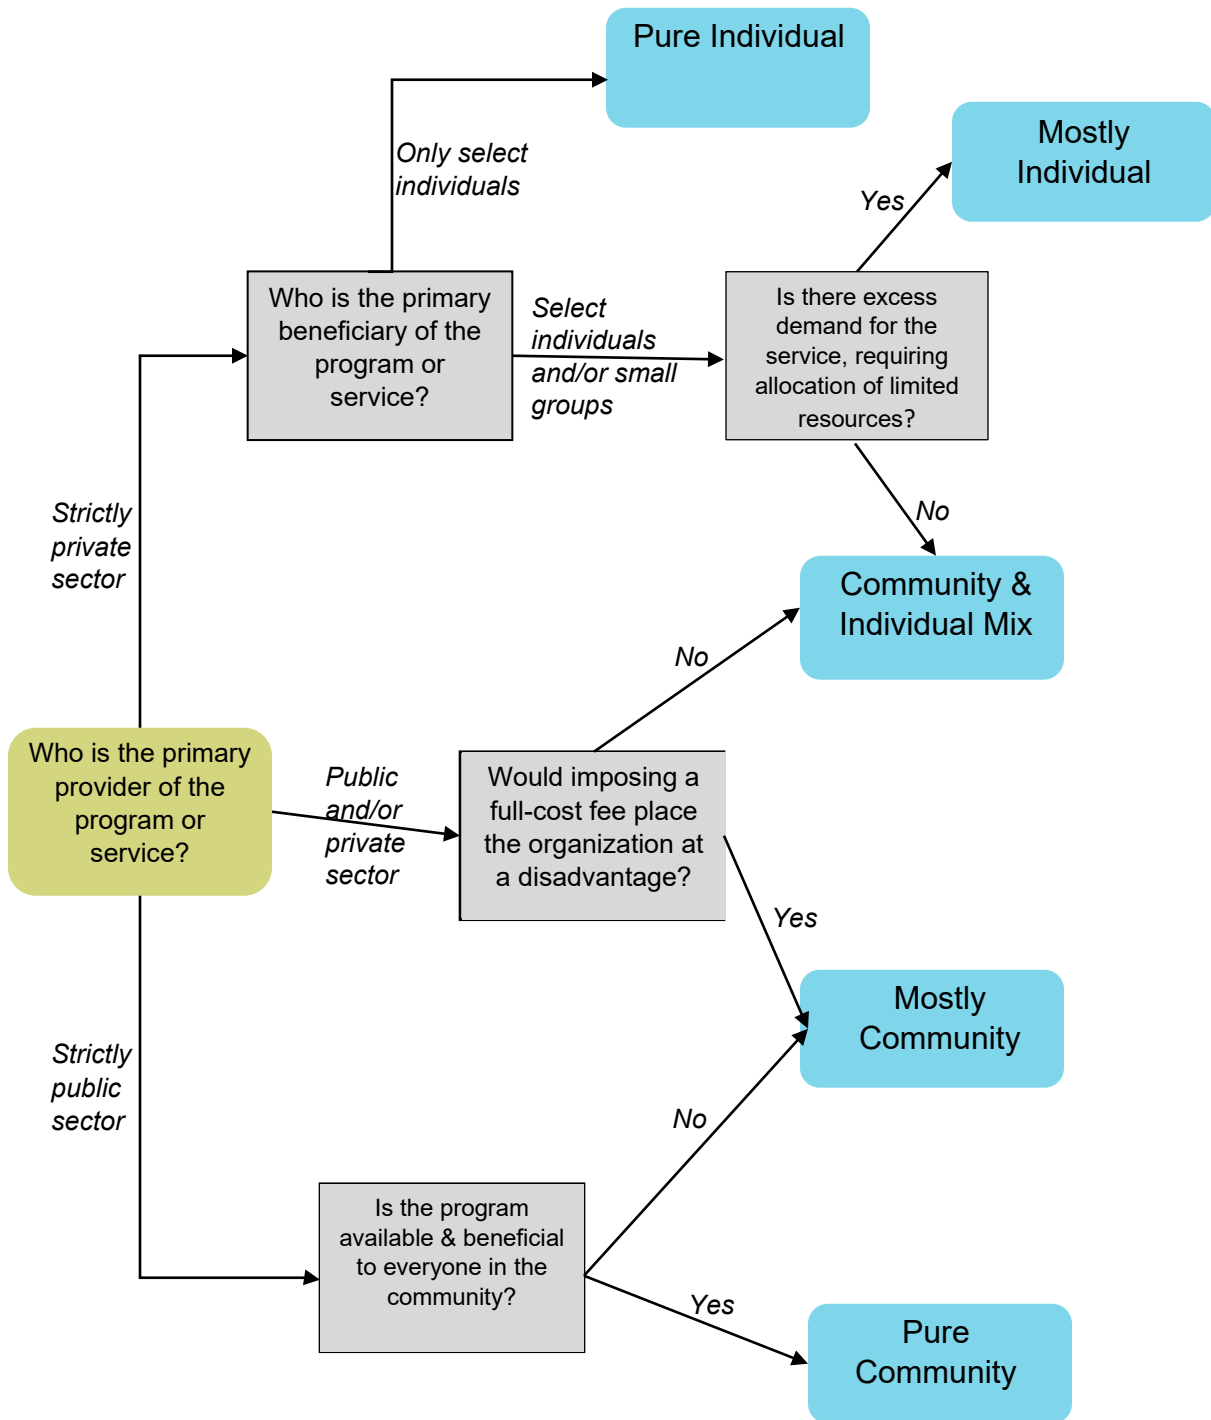 Pure Individual
Mostly
Individual
Only select
individuals
Yes
Who is the primary
beneficiary of the
program or
service?
Select
individuals
and/or small
groups
Is there excess
demand for the
service, requiring
allocation of limited
resources?
Strictly
private
sector
No
Community &
Individual Mix
No
Who is the primary
provider of the
program or
service?
Public
and/or
private
sector
Would imposing a
full-cost fee place
the organization at
a disadvantage?
Yes
Mostly
Community
Strictly
public
sector
No
Is the program
available & beneficial
to everyone in the
community?
Yes
Pure
Community